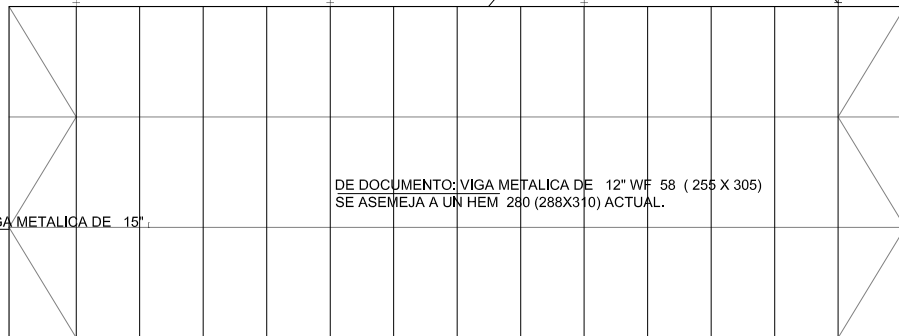 DE DOCUMENTO: VIGA METALICA DE 12" WF 58 ( 255 X 305)
SE ASEMEJA A UN HEM 280 (288X310) ACTUAL.
GA METALICA DE 15"